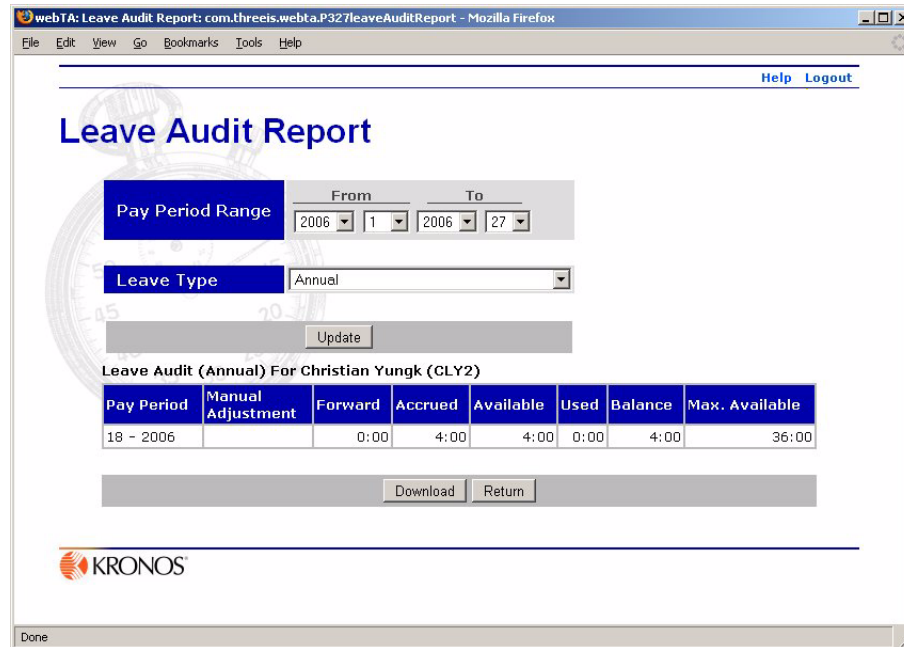 webTA: Leave Audit Report: com.threeis.webta.P327leaveAuditReport - Mozilla Firefox
File Edit View Go Bookmarks Tools Help
Help Logout
Leave Audit Report
Pay Period Range
From To
2006 1 2006 27
Leave Type Annual
Update
Leave Audit (Annual) For Christian Yungk (CLY2)
Pay Period Manual Adjustment Forward Accrued Available Used Balance Max. Available
18 - 2006 0:00 4:00 4:00 0:00 4:00 36:00
Download Return
KRONOS®
Done